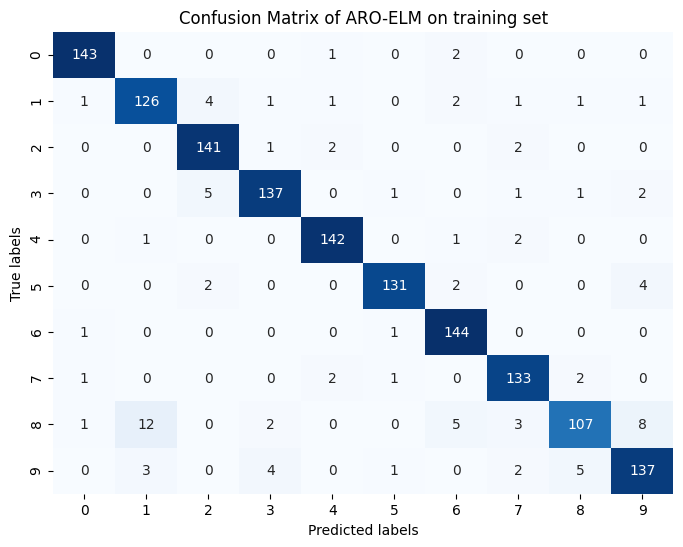 Confusion Matrix of ARO-ELM on training set
True labels
0 143 0 0 0 1 0 2 0 0 0
1 1 126 4 1 1 0 2 1 1 1
2 0 0 141 1 2 0 0 2 0 0
3 0 0 5 137 0 1 0 1 1 2
4 0 1 0 0 142 0 1 2 0 0
5 0 0 2 0 0 131 2 0 0 4
6 1 0 0 0 0 1 144 0 0 0
7 1 0 0 0 2 1 0 133 2 0
8 1 12 0 2 0 0 5 3 107 8
9 0 3 0 4 0 1 0 2 5 137
0 1 2 3 4 5 6 7 8 9
Predicted labels